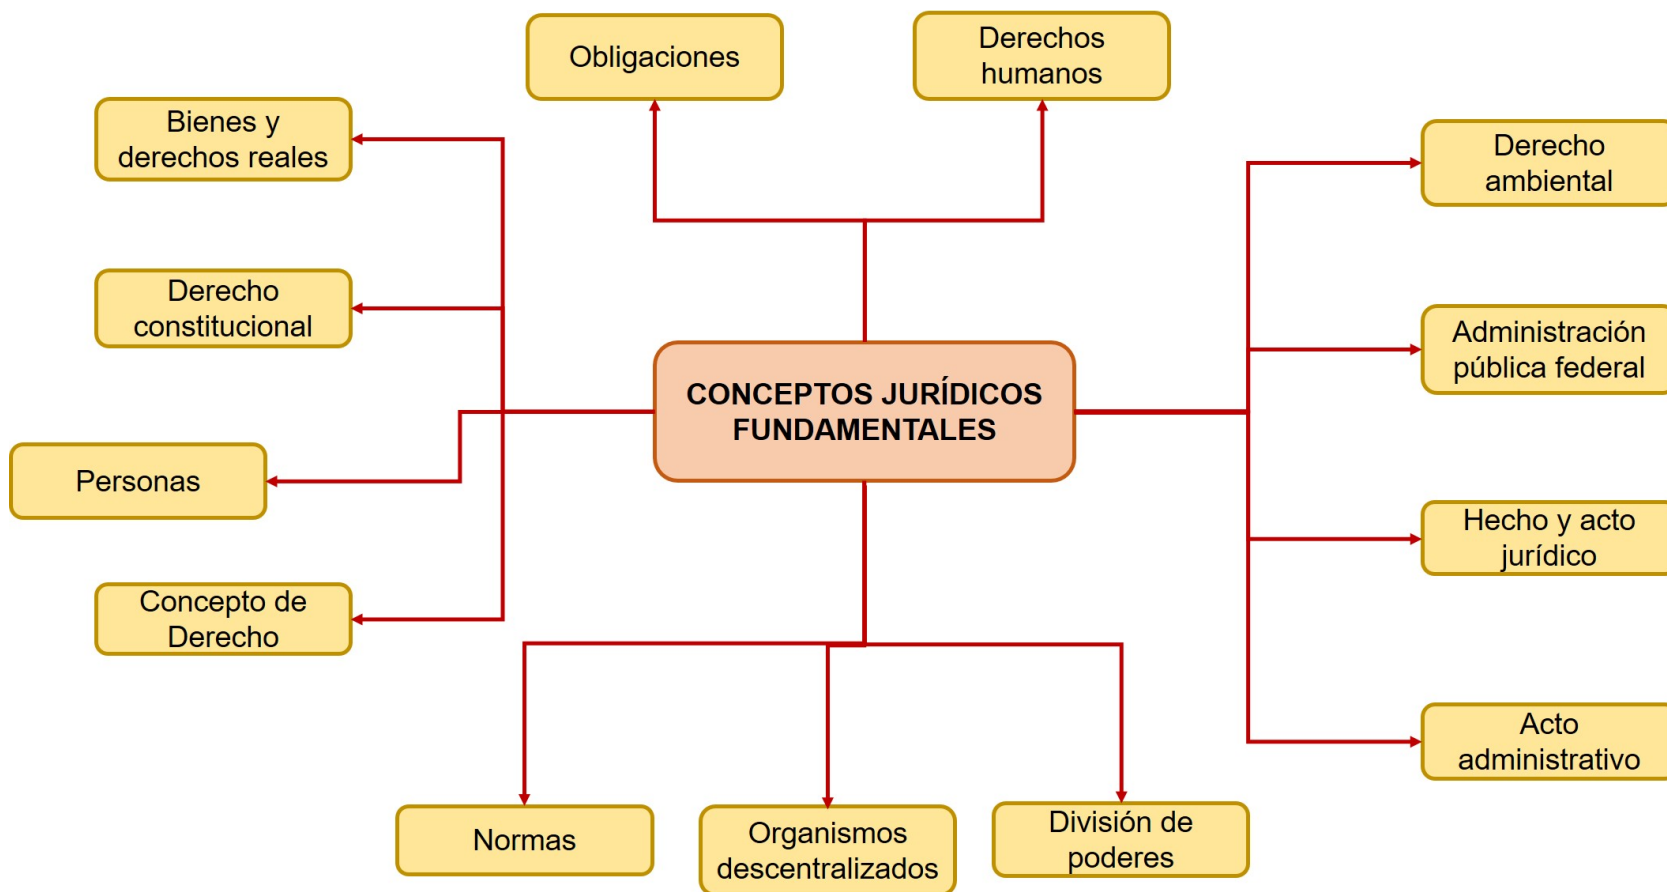 Obligaciones
Derechos
humanos
Bienes y
derechos reales
Derecho
ambiental
Derecho
constitucional
Administración
pública federal
CONCEPTOS JURÍDICOS
FUNDAMENTALES
Personas
Hecho y acto
jurídico
Concepto de
Derecho
Acto
administrativo
Normas
Organismos
descentralizados
División de
poderes